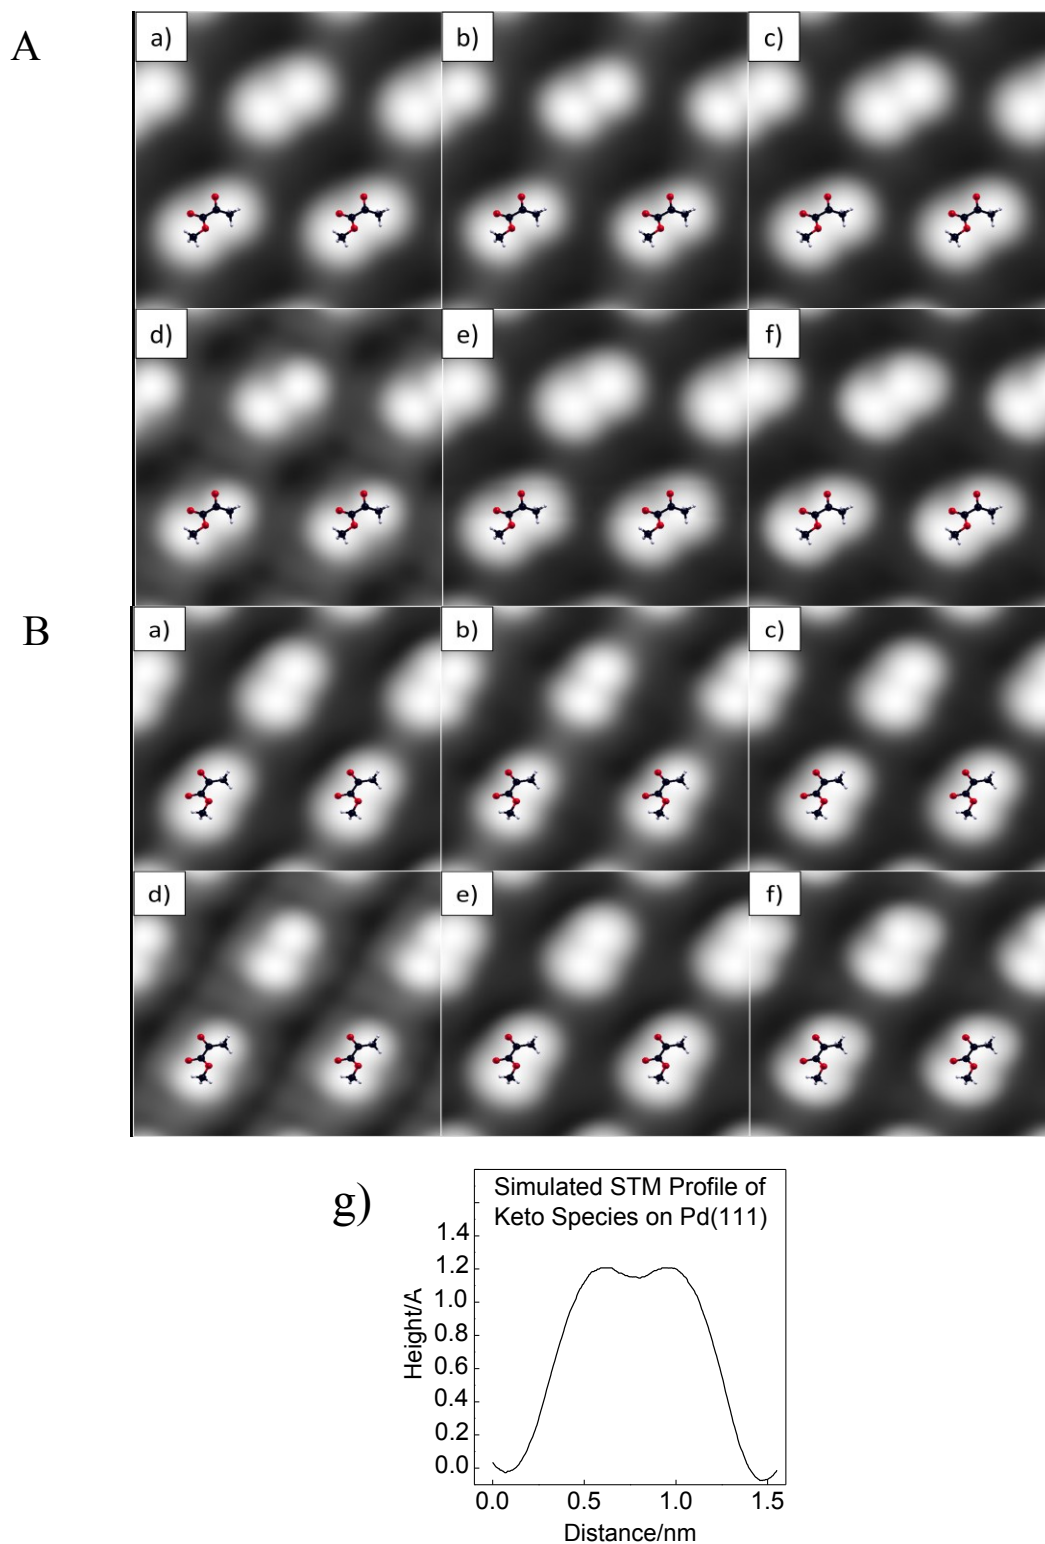 A
a)
b)
c)
d)
e)
f)
B
a)
b)
c)
d)
e)
f)
g)
Simulated STM Profile of
Keto Species on Pd(111)
1.4
1.2
1.0
0.8
0.6
0.4
0.2
0.0
Height/A
0.0 0.5 1.0 1.5
Distance/nm